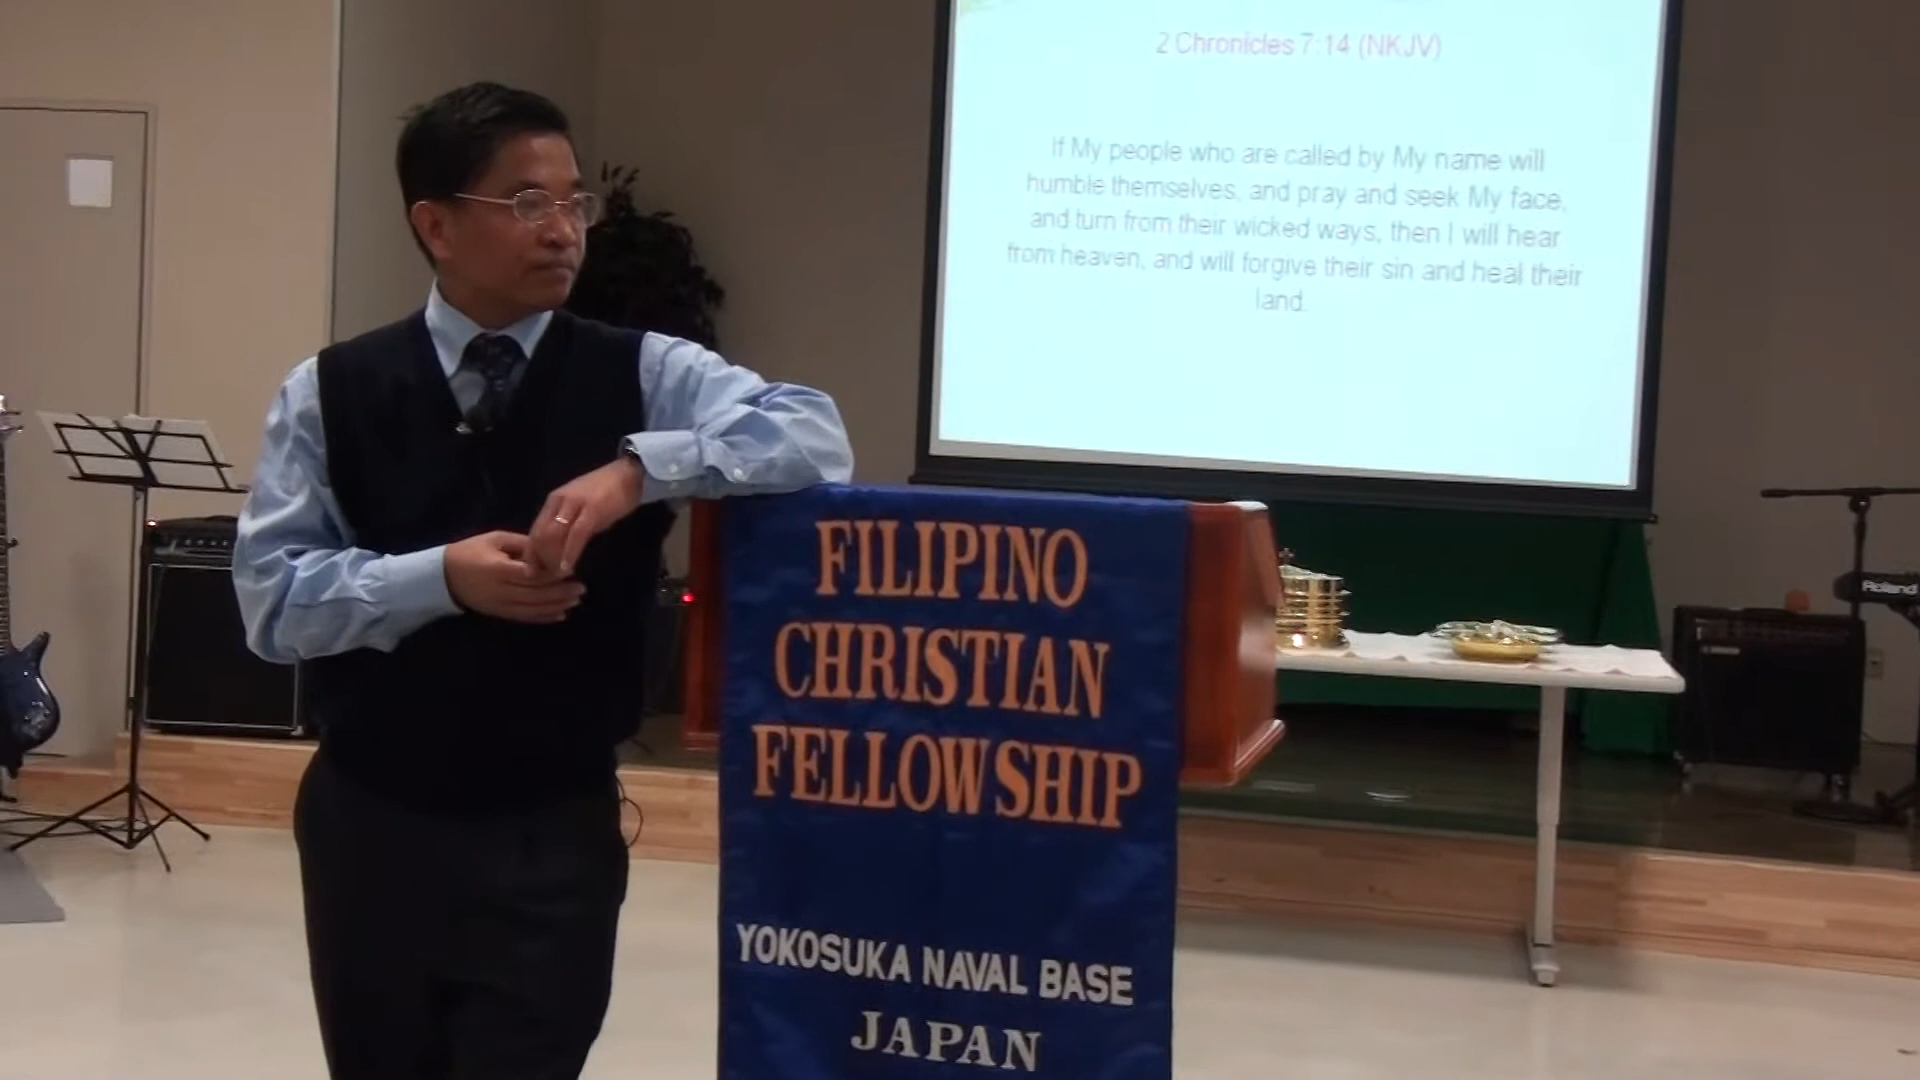 2 Chronicles 7:14 (NKJV)
If My people who are called by My name will
humble themselves, and pray and seek My face,
and turn from their wicked ways, then I will hear
from heaven, and will forgive their sin and heal their
land.
FILIPINO
CHRISTIAN
FELLOWSHIP
YOKOSUKA NAVAL BASE
JAPAN
Roland